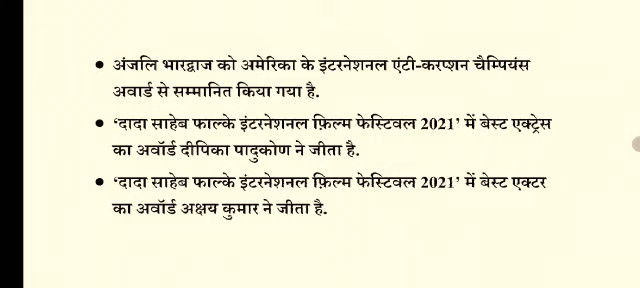 • अंजलि भारद्वाज को अमेरिका के इंटरनेशनल एंटी-करप्शन चैम्पियंस
अवार्ड से सम्मानित किया गया है.
• ‘दादा साहेब फाल्के इंटरनेशनल फ़िल्म फेस्टिवल 2021’ में बेस्ट एक्ट्रेस
का अवॉर्ड दीपिका पादुकोण ने जीता है.
• ‘दादा साहेब फाल्के इंटरनेशनल फ़िल्म फेस्टिवल 2021’ में बेस्ट एक्टर
का अवॉर्ड अक्षय कुमार ने जीता है.